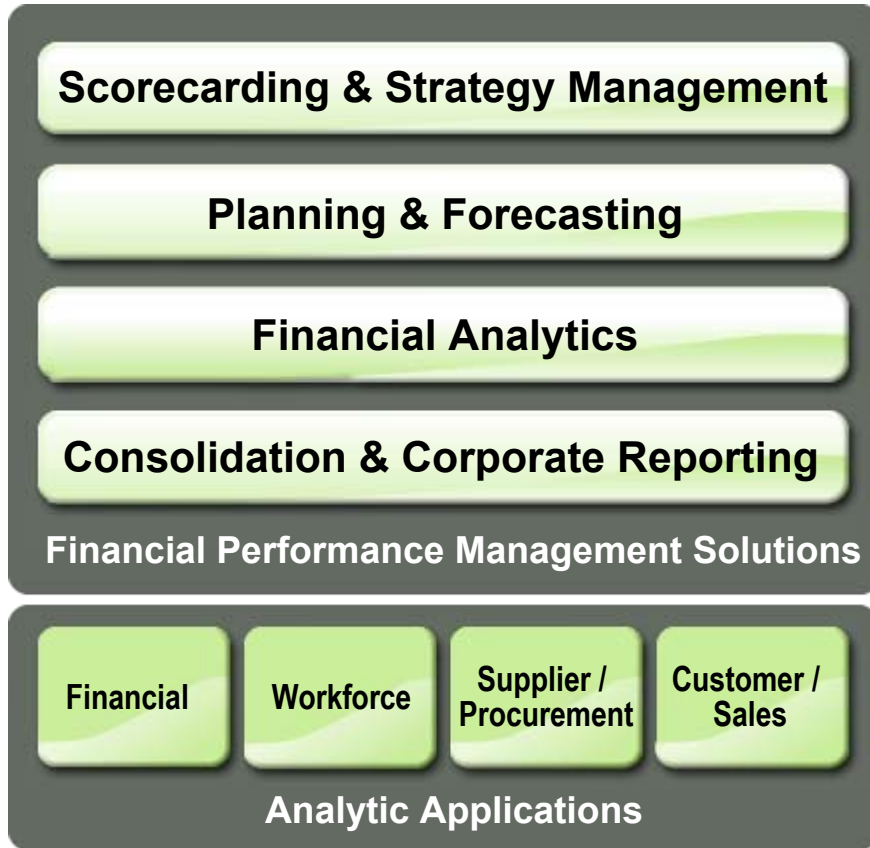 Scorecarding & Strategy Management
Planning & Forecasting
Financial Analytics
Consolidation & Corporate Reporting
Financial Performance Management Solutions
Financial
Workforce
Supplier /
Procurement
Customer /
Sales
Analytic Applications